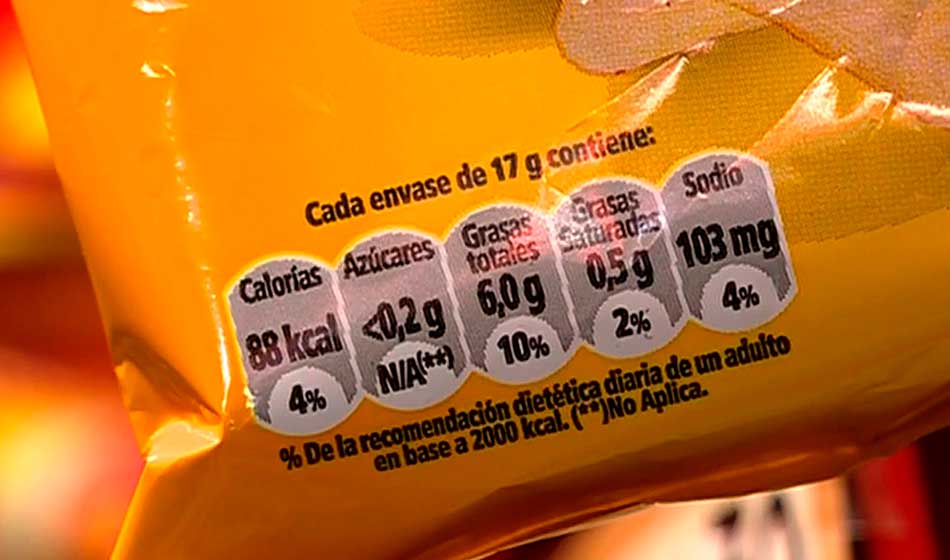 Cada envase de 17 g contiene:
Calorías
88 kcal
4%
Azúcares
<0,2 g
N/A(**)
Grasas
totales
6,0 g
10%
Grasas
Saturadas
0,5 g
2%
Sodio
103 mg
4%
% De la recomendación dietética diaria de un adulto
en base a 2000 kcal. (**)No Aplica.